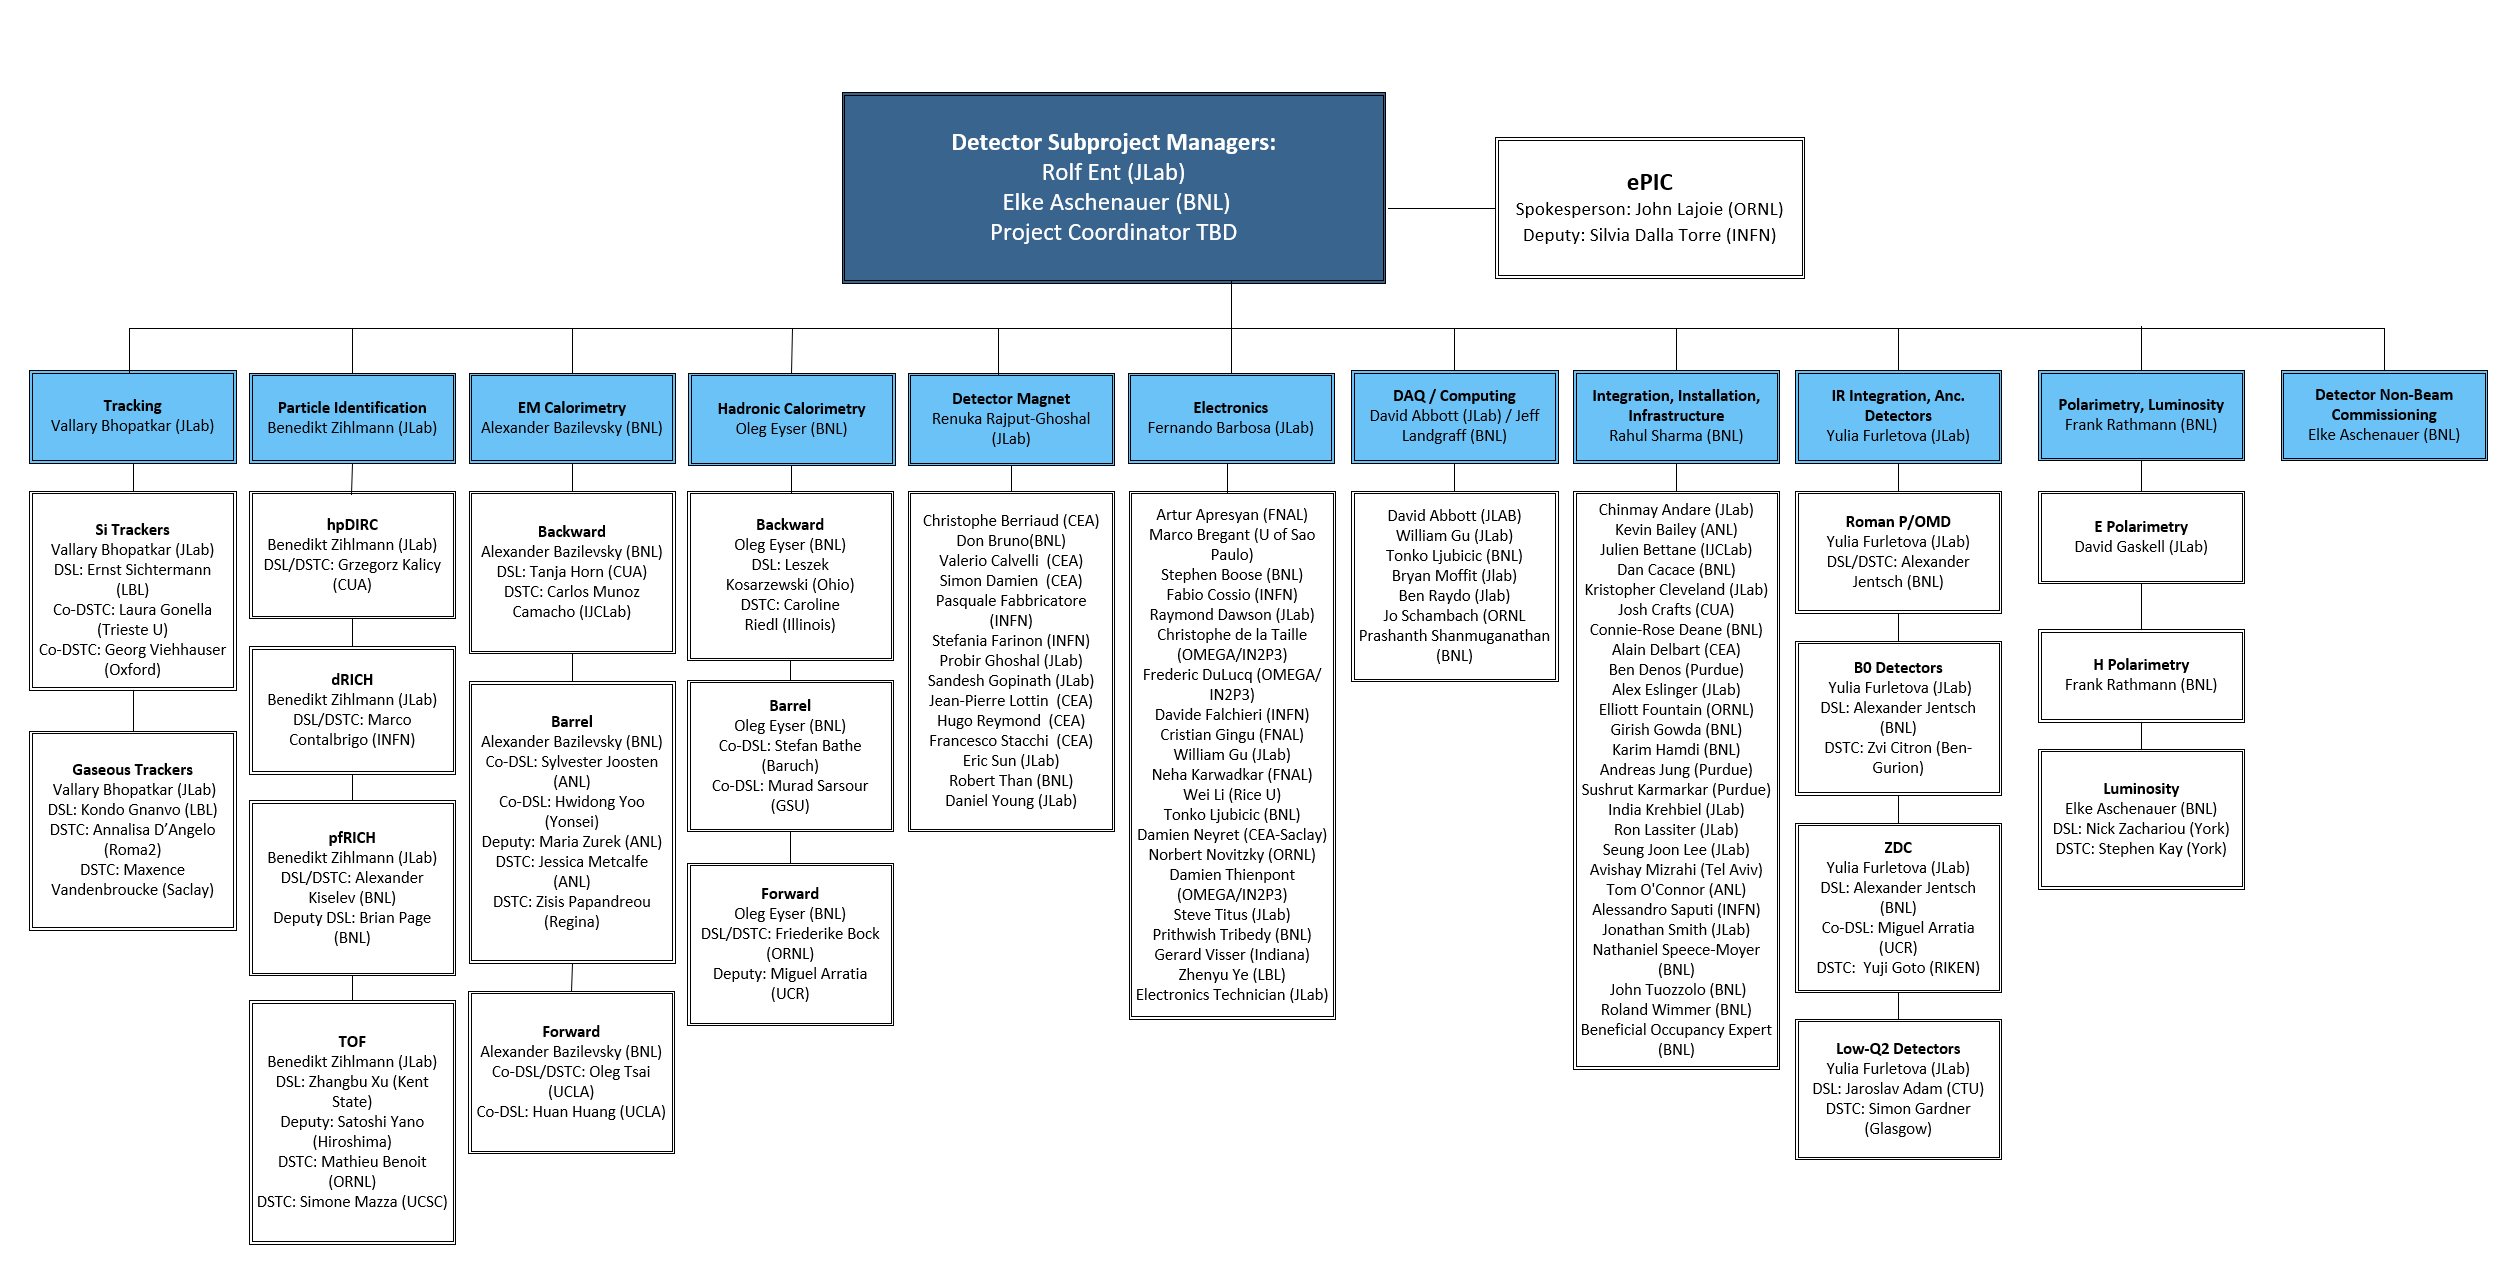 Detector Subproject Managers:
Rolf Ent (JLab)
Elke Aschenauer (BNL)
Project Coordinator TBD
ePIC
Spokesperson: John Lajoie (ORNL)
Deputy: Silvia Dalla Torre (INFN)
Tracking
Vallary Bhopatkar (JLab)
Si Trackers
Vallary Bhopatkar (JLab)
DSL: Ernst Sichtermann
(LBL)
Co-DSTC: Laura Gonella
(Trieste U)
Co-DSTC: Georg Viehhauser
(Oxford)
Gaseous Trackers
Vallary Bhopatkar (JLab)
DSL: Kondo Gnanvo (LBL)
DSTC: Annalisa D’Angelo
(Roma2)
DSTC: Maxence
Vandenbroucke (Saclay)
Particle Identification
Benedikt Zihlmann (JLab)
hpDIRC
Benedikt Zihlmann (JLab)
DSL/DSTC: Grzegorz Kalicy
(CUA)
dRICH
Benedikt Zihlmann (JLab)
DSL/DSTC: Marco
Contalbrigo (INFN)
pfRICH
Benedikt Zihlmann (JLab)
DSL/DSTC: Alexander
Kiselev (BNL)
Deputy DSL: Brian Page
(BNL)
TOF
Benedikt Zihlmann (JLab)
DSL: Zhangbu Xu (Kent
State)
Deputy: Satoshi Yano
(Hiroshima)
DSTC: Mathieu Benoit
(ORNL)
DSTC: Simone Mazza (UCSC)
EM Calorimetry
Alexander Bazilevsky (BNL)
Backward
Alexander Bazilevsky (BNL)
DSL: Tanja Horn (CUA)
DSTC: Carlos Munoz
Camacho (IJCLab)
Barrel
Alexander Bazilevsky (BNL)
Co-DSL: Sylvester Joosten
(ANL)
Co-DSL: Hwidong Yoo
(Yonsei)
Deputy: Maria Zurek (ANL)
DSTC: Jessica Metcalfe
(ANL)
DSTC: Zisis Papandreou
(Regina)
Forward
Alexander Bazilevsky (BNL)
Co-DSL/DSTC: Oleg Tsai
(UCLA)
Co-DSL: Huan Huang (UCLA)
Hadronic Calorimetry
Oleg Eyser (BNL)
Backward
Oleg Eyser (BNL)
DSL: Leszek
Kosarzewski (Ohio)
DSTC: Caroline
Riedl (Illinois)
Barrel
Oleg Eyser (BNL)
Co-DSL: Stefan Bathe
(Baruch)
Co-DSL: Murad Sarsour
(GSU)
Forward
Oleg Eyser (BNL)
DSL/DSTC: Friederike Bock
(ORNL)
Deputy: Miguel Arratia
(UCR)
Detector Magnet
Renuka Rajput-Ghoshal
(JLab)
Christophe Berriaud (CEA)
Don Bruno(BNL)
Valerio Calvelli  (CEA)
Simon Damien  (CEA)
Pasquale Fabbricatore
(INFN)
Stefania Farinon (INFN)
Probir Ghoshal (JLab)
Sandesh Gopinath (JLab)
Jean-Pierre Lottin  (CEA)
Hugo Reymond  (CEA)
Francesco Stacchi  (CEA)
Eric Sun (JLab)
Robert Than (BNL)
Daniel Young (JLab)
Electronics
Fernando Barbosa (JLab)
Artur Apresyan (FNAL)
Marco Bregant (U of Sao
Paulo)
Stephen Boose (BNL)
Fabio Cossio (INFN)
Raymond Dawson (JLab)
Christophe de la Taille
(OMEGA/IN2P3)
Frederic DuLucq (OMEGA/
IN2P3)
Davide Falchieri (INFN)
Cristian Gingu (FNAL)
William Gu (JLab)
Neha Karwadkar (FNAL)
Wei Li (Rice U)
Tonko Ljubicic (BNL)
Damien Neyret (CEA-Saclay)
Norbert Novitzky (ORNL)
Damien Thienpont
(OMEGA/IN2P3)
Steve Titus (JLab)
Prithwish Tribedy (BNL)
Gerard Visser (Indiana)
Zhenyu Ye (LBL)
Electronics Technician (JLab)
DAQ / Computing
David Abbott (JLab) / Jeff
Landgraff (BNL)
David Abbott (JLAB)
William Gu (JLab)
Tonko Ljubicic (BNL)
Bryan Moffit (Jlab)
Ben Raydo (Jlab)
Jo Schambach (ORNL
Prashanth Shanmuganathan
(BNL)
Integration, Installation,
Infrastructure
Rahul Sharma (BNL)
Chinmay Andare (JLab)
Kevin Bailey (ANL)
Julien Bettane (IJCLab)
Dan Cacace (BNL)
Kristopher Cleveland (JLab)
Josh Crafts (CUA)
Connie-Rose Deane (BNL)
Alain Delbart (CEA)
Ben Denos (Purdue)
Alex Eslinger (JLab)
Elliott Fountain (ORNL)
Girish Gowda (BNL)
Karim Hamdi (BNL)
Andreas Jung (Purdue)
Sushrut Karmarkar (Purdue)
India Krehbiel (JLab)
Ron Lassiter (JLab)
Seung Joon Lee (JLab)
Avishay Mizrahi (Tel Aviv)
Tom O'Connor (ANL)
Alessandro Saputi (INFN)
Jonathan Smith (JLab)
Nathaniel Speece-Moyer
(BNL)
John Tuozzolo (BNL)
Roland Wimmer (BNL)
Beneficial Occupancy Expert
(BNL)
IR Integration, Anc.
Detectors
Yulia Furletova (JLab)
Roman P/OMD
Yulia Furletova (JLab)
DSL/DSTC: Alexander
Jentsch (BNL)
B0 Detectors
Yulia Furletova (JLab)
DSL: Alexander Jentsch
(BNL)
DSTC: Zvi Citron (Ben-
Gurion)
ZDC
Yulia Furletova (JLab)
DSL: Alexander Jentsch
(BNL)
Co-DSL: Miguel Arratia
(UCR)
DSTC:  Yuji Goto (RIKEN)
Low-Q2 Detectors
Yulia Furletova (JLab)
DSL: Jaroslav Adam (CTU)
DSTC: Simon Gardner
(Glasgow)
Polarimetry, Luminosity
Frank Rathmann (BNL)
E Polarimetry
David Gaskell (JLab)
H Polarimetry
Frank Rathmann (BNL)
Luminosity
Elke Aschenauer (BNL)
DSL: Nick Zachariou (York)
DSTC: Stephen Kay (York)
Detector Non-Beam
Commissioning
Elke Aschenauer (BNL)